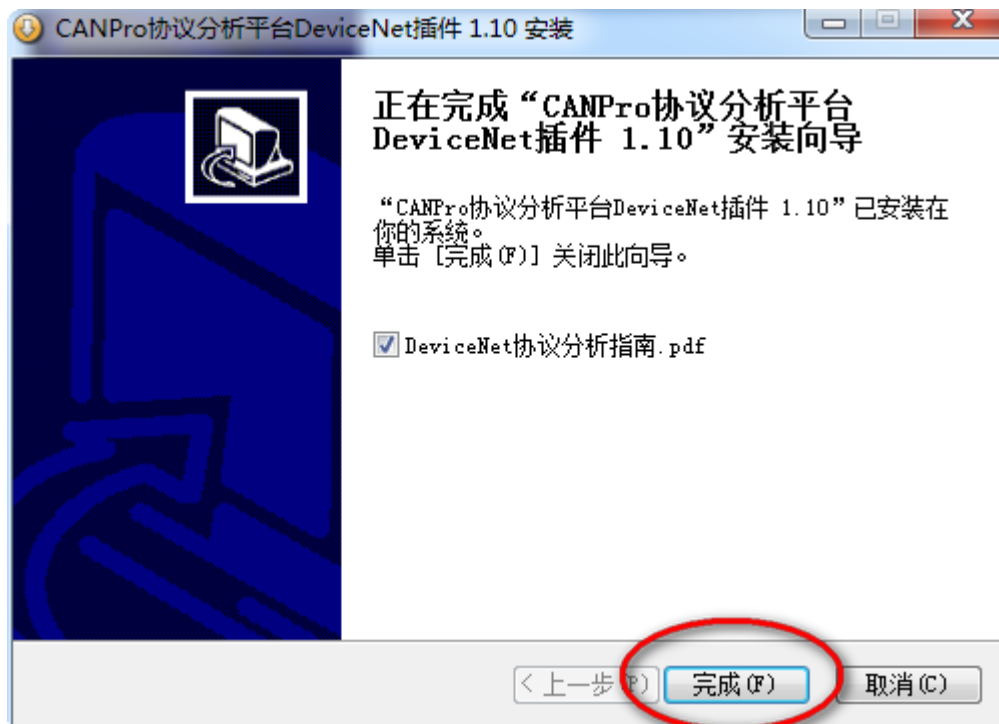 CANPro协议分析平台DeviceNet插件 1.10 安装
正在完成“CANPro协议分析平台
DeviceNet插件 1.10”安装向导
“CANPro协议分析平台DeviceNet插件 1.10”已安装在
你的系统。
单击 [完成(F)] 关闭此向导。
DeviceNet协议分析指南.pdf
< 上一步(P) 完成(F) 取消(C)